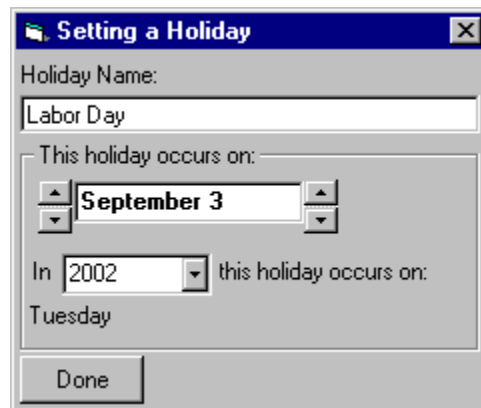 Setting a Holiday
Holiday Name:
Labor Day
This holiday occurs on:
September 3
In 2002 this holiday occurs on:
Tuesday
Done